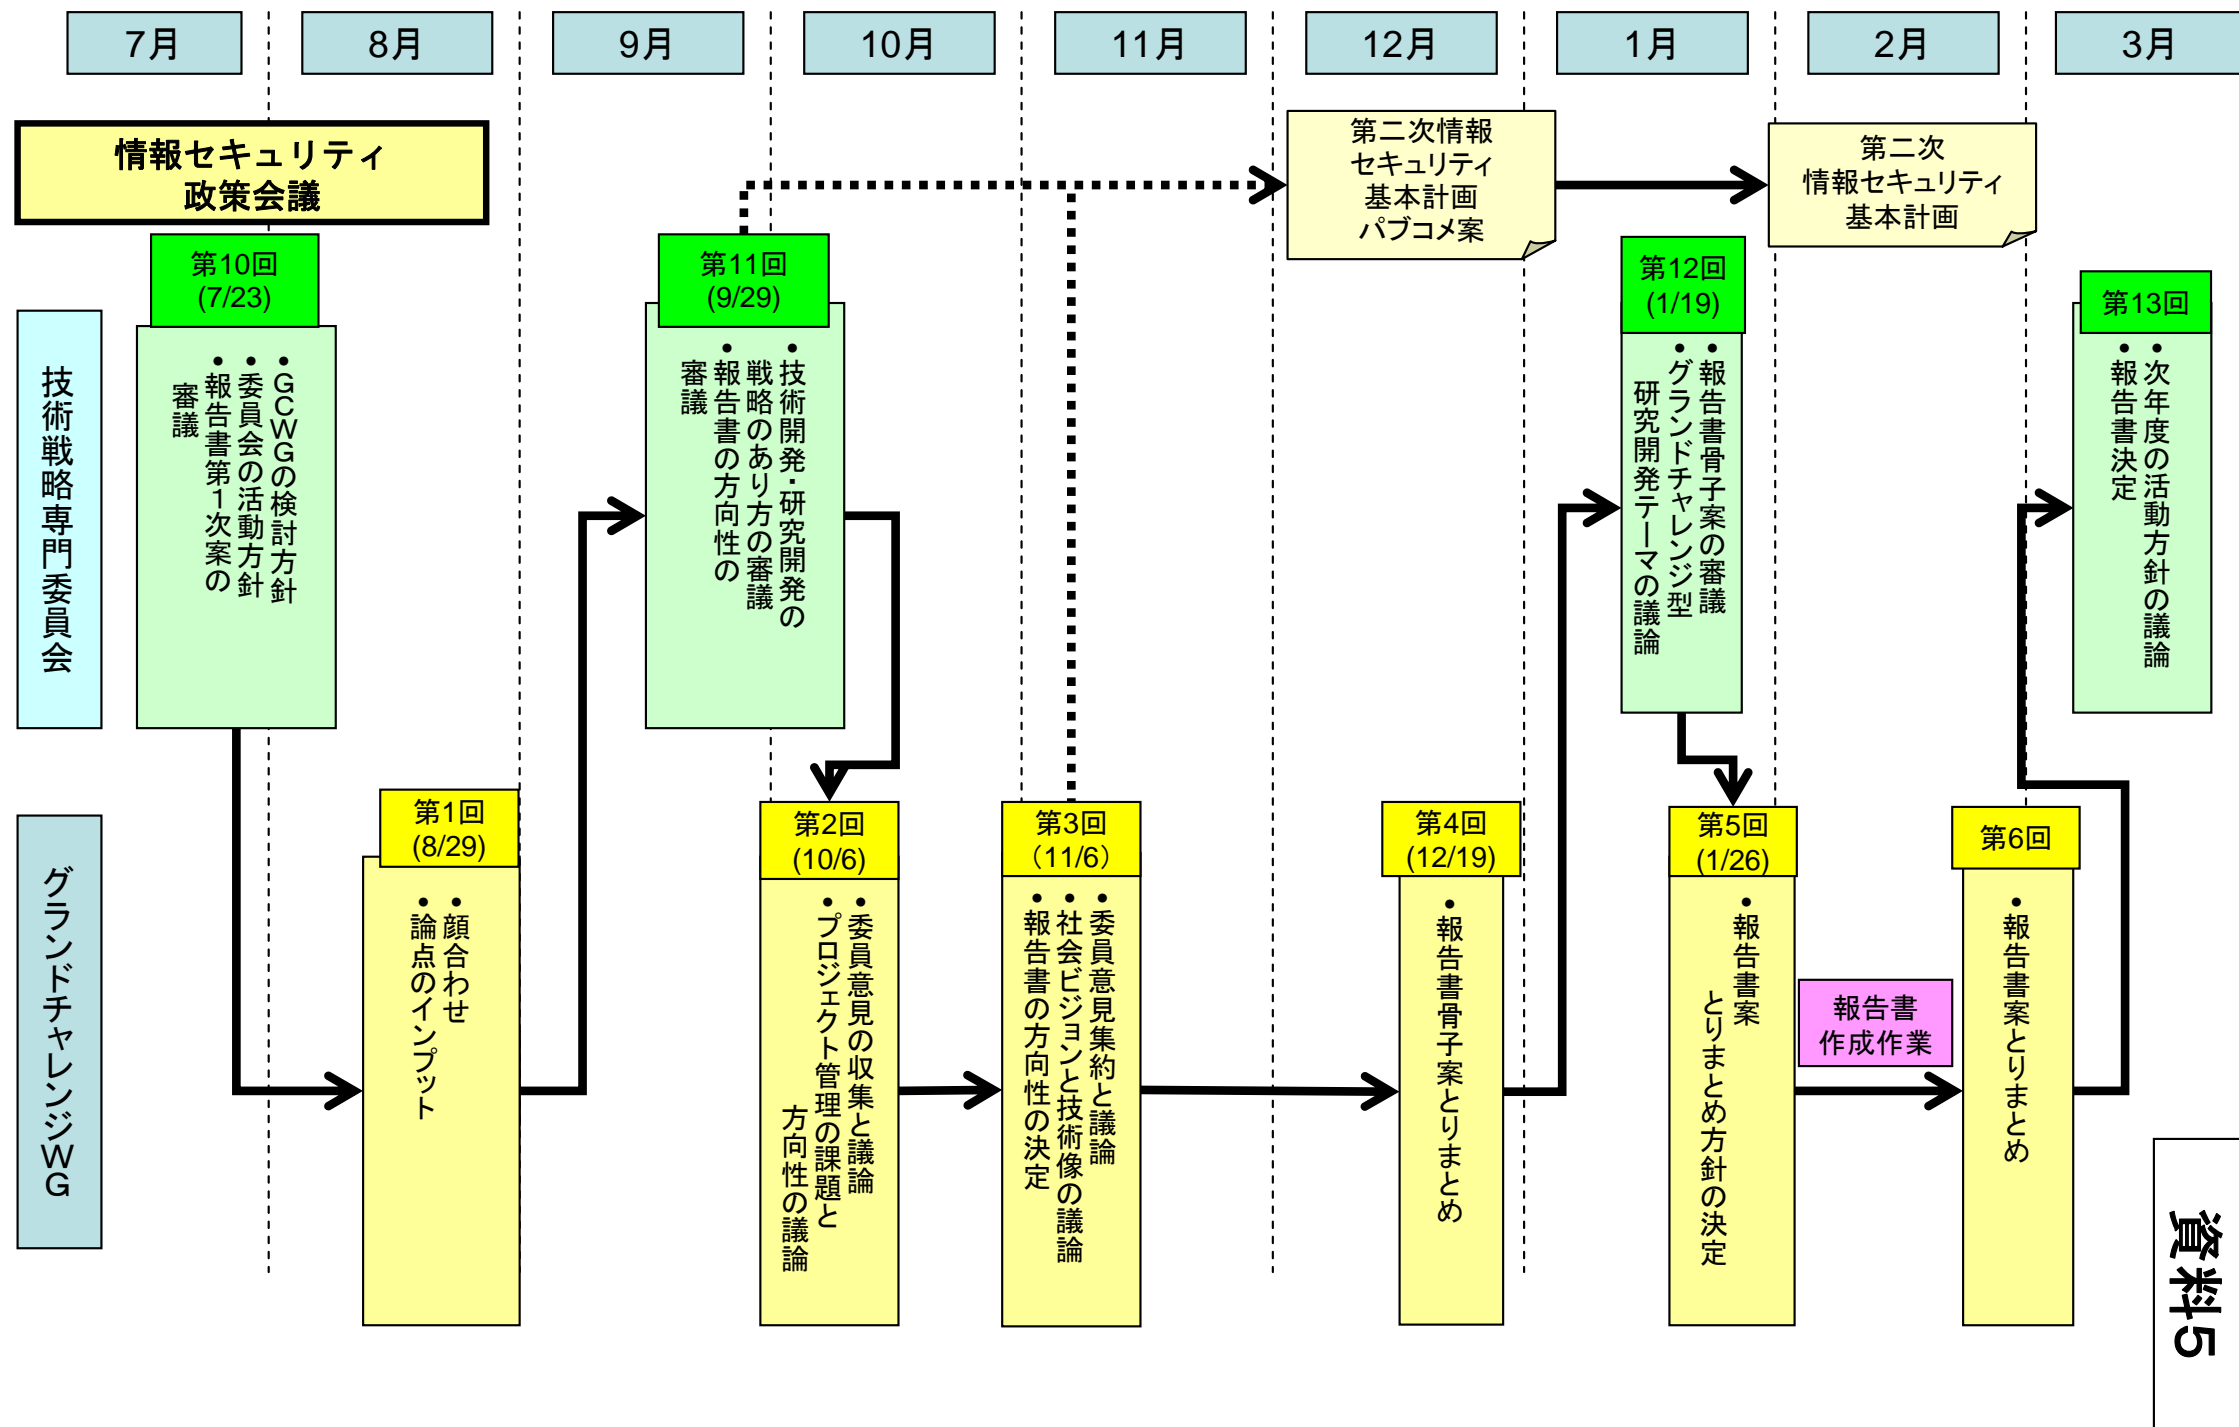 7月
8月
9月
10月
11月
12月
1月
2月
3月
情報セキュリティ
政策会議
第二次情報
セキュリティ
基本計画
パブコメ案
第二次
情報セキュリティ
基本計画
技術戦略専門委員会
第10回
(7/23)
•GCWGの検討方針
•委員会の活動方針
•報告書第1次案の
審議
第11回
(9/29)
•技術開発・研究開発の
戦略のあり方の審議
•報告書の方向性の
審議
第12回
(1/19)
•報告書骨子案の審議
•グランドチャレンジ型
研究開発テーマの議論
第13回
•次年度の活動方針の議論
•報告書決定
グランドチャレンジWG
第1回
(8/29)
•顔合わせ
•論点のインプット
第2回
(10/6)
•委員意見の収集と議論
•プロジェクト管理の課題と
方向性の議論
第3回
（11/6）
•委員意見集約と議論
•社会ビジョンと技術像の議論
•報告書の方向性の決定
第4回
(12/19)
•報告書骨子案とりまとめ
第5回
(1/26)
•報告書案
とりまとめ方針の決定
報告書
作成作業
第6回
•報告書案とりまとめ
資料5